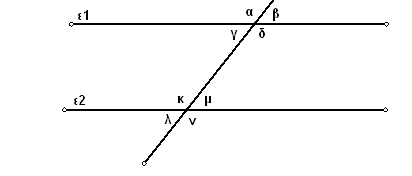 ε1 α β
γ δ
ε2 κ μ
λ ν